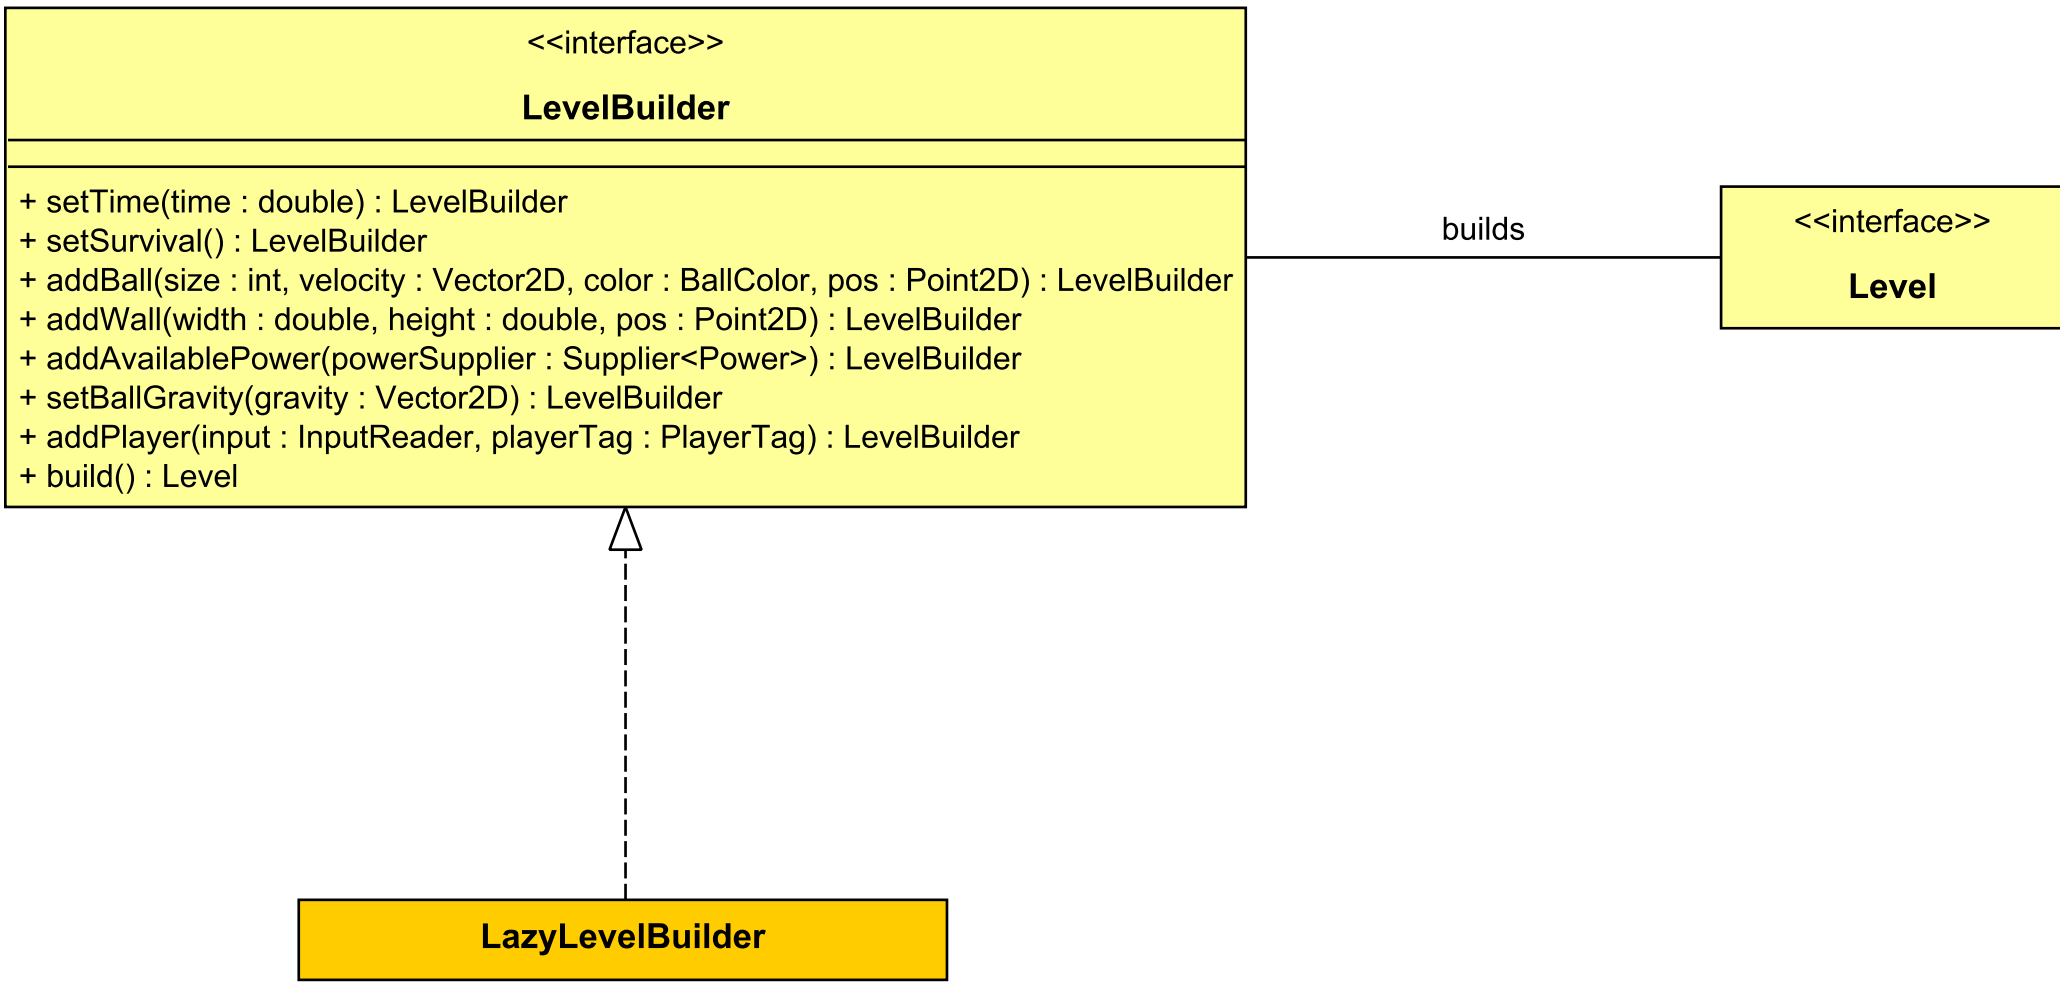 <<interface>>
LevelBuilder
+ setTime(time : double) : LevelBuilder
+ setSurvival() : LevelBuilder
+ addBall(size : int, velocity : Vector2D, color : BallColor, pos : Point2D) : LevelBuilder
+ addWall(width : double, height : double, pos : Point2D) : LevelBuilder
+ addAvailablePower(powerSupplier : Supplier<Power>) : LevelBuilder
+ setBallGravity(gravity : Vector2D) : LevelBuilder
+ addPlayer(input : InputReader, playerTag : PlayerTag) : LevelBuilder
+ build() : Level
builds
<<interface>>
Level
LazyLevelBuilder